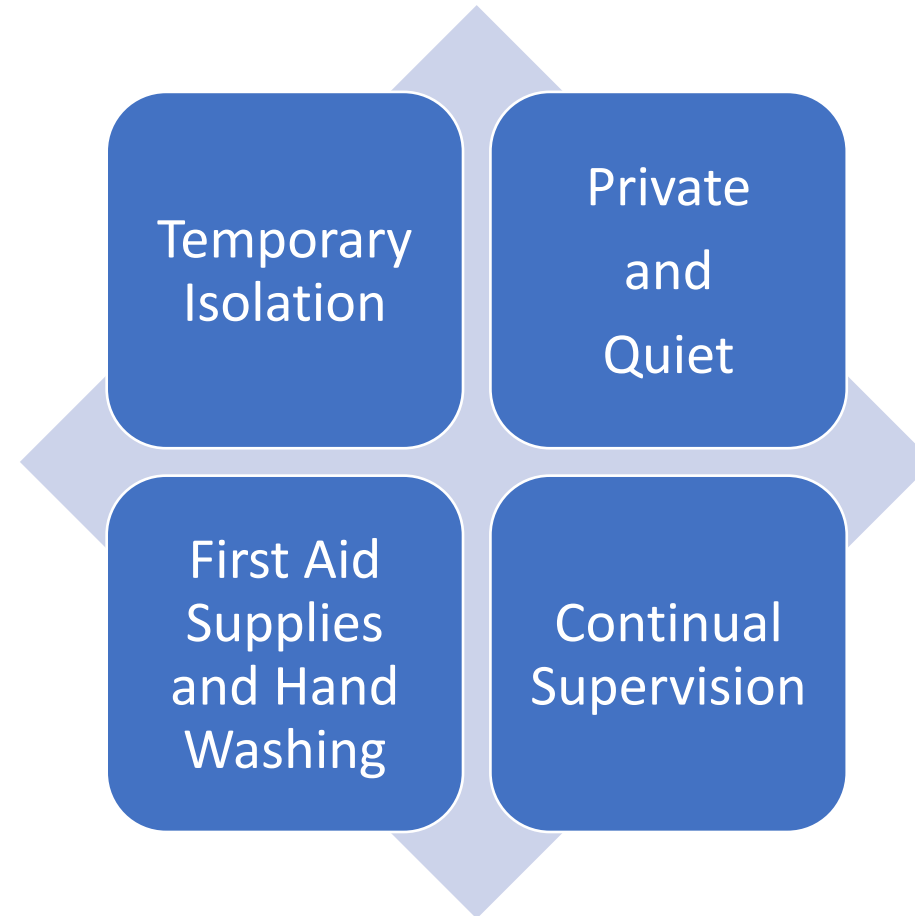 Temporary
Isolation
Private
and
Quiet
First Aid
Supplies
and Hand
Washing
Continual
Supervision